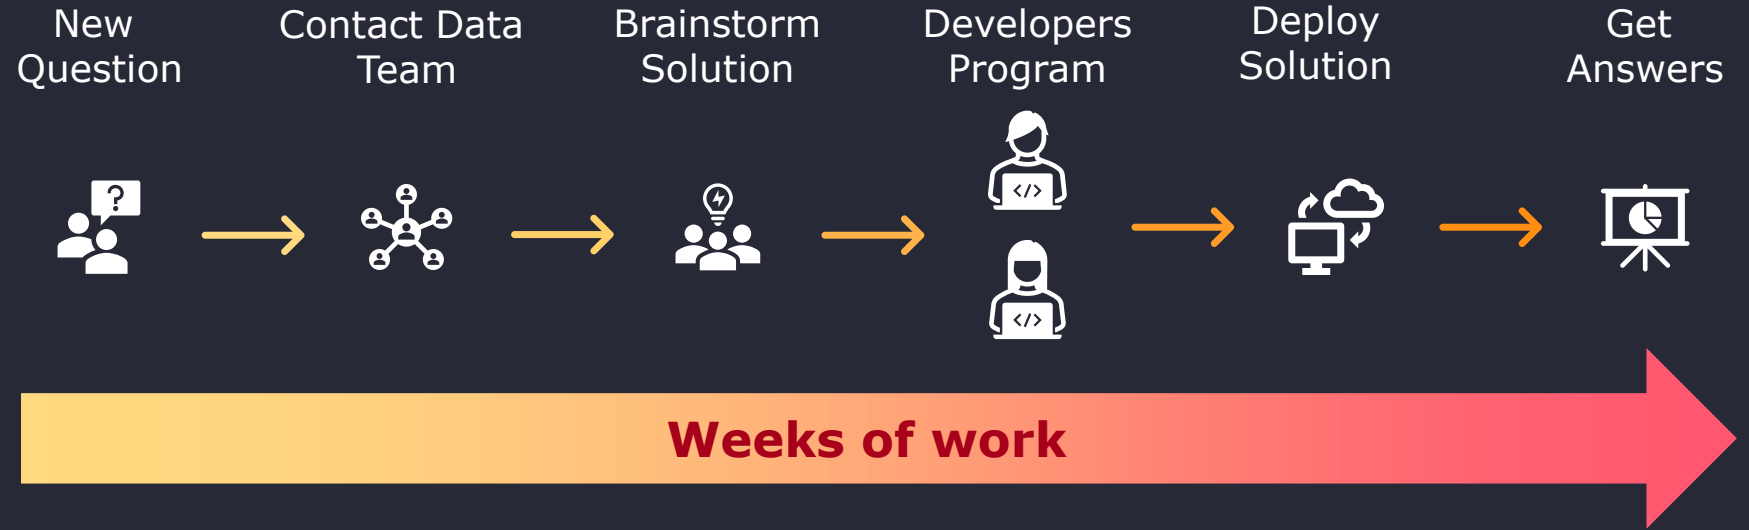 New
Question
Contact Data
Team
Brainstorm
Solution
Developers
Program
Deploy
Solution
Get
Answers
?
</>
</>
Weeks of work